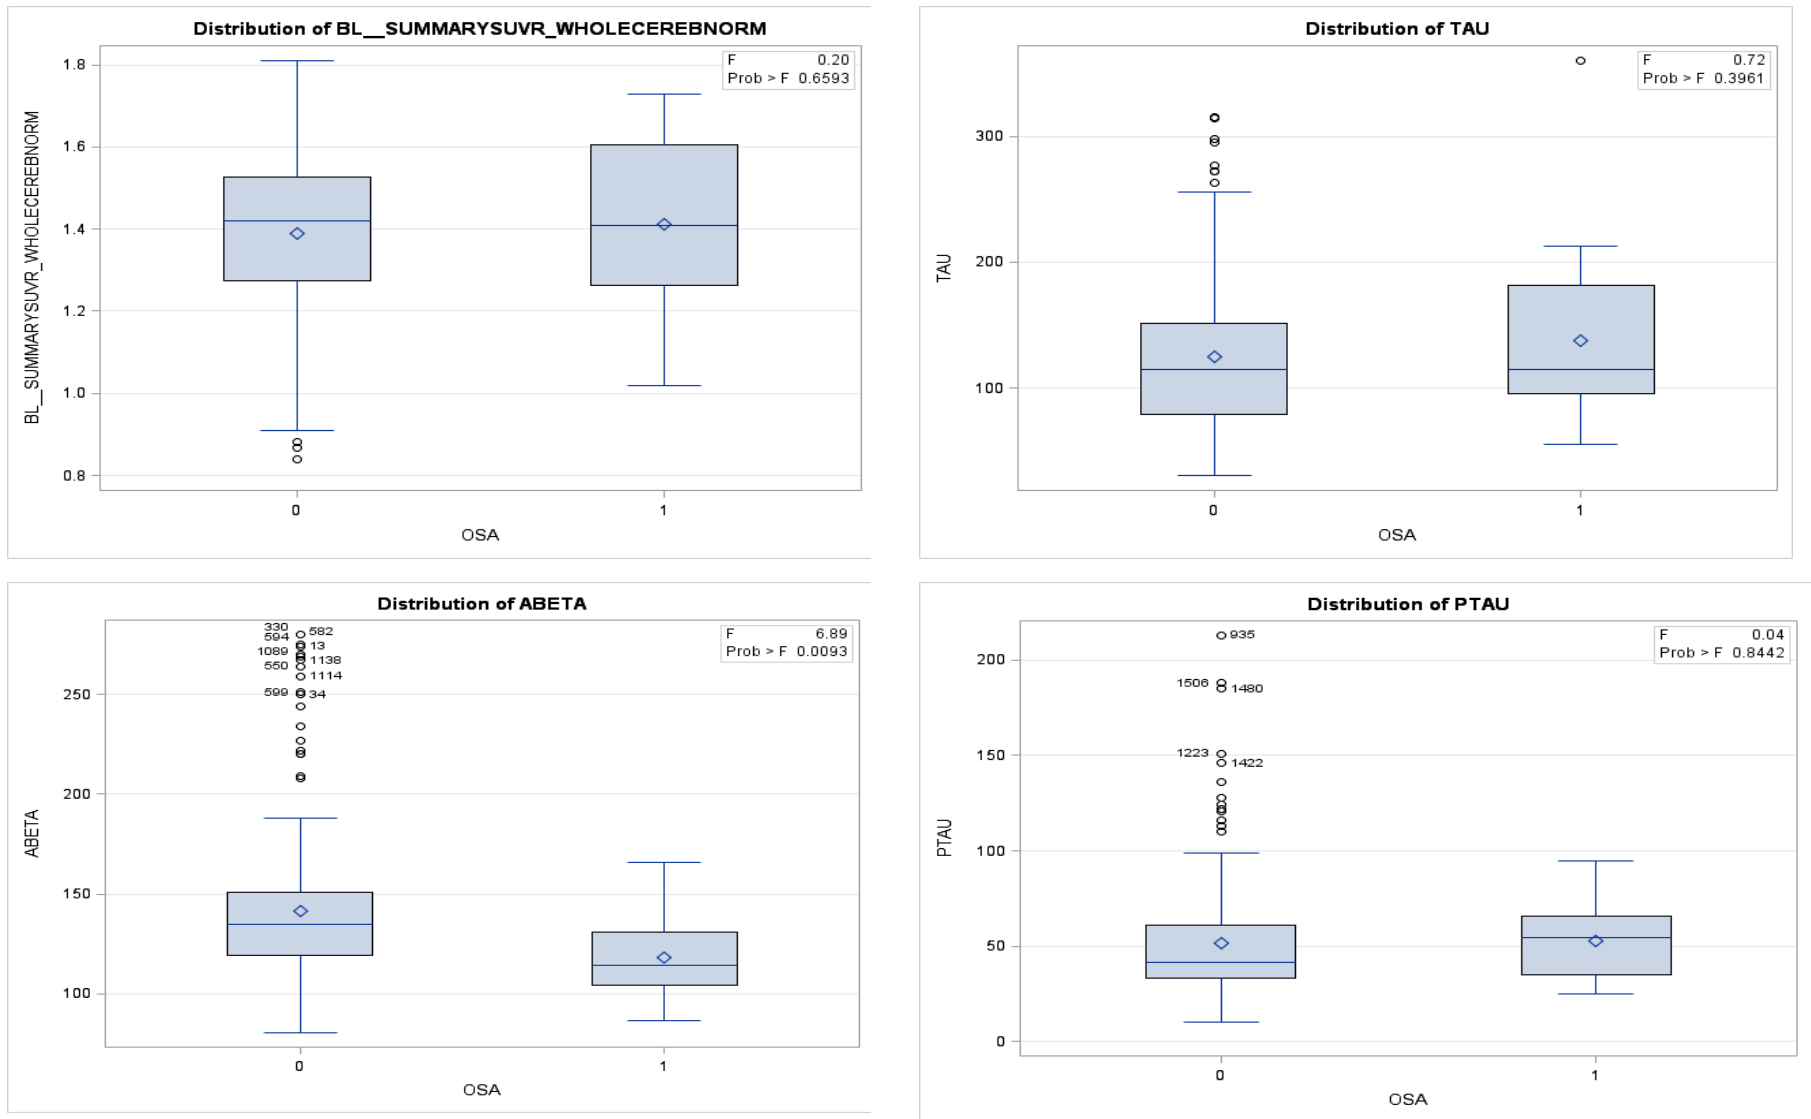 Distribution of BL__SUMMARYSUVR_WHOLECEREBNORM
F 0.20
Prob > F 0.6593
BL__SUMMARYSUVR_WHOLECEREBNORM
1.8
1.6
1.4
1.2
1.0
0.8
0 1
OSA
Distribution of TAU
F 0.72
Prob > F 0.3961
TAU
300
200
100
0 1
OSA
Distribution of ABETA
F 6.89
Prob > F 0.0093
ABETA
330
582
594
13
1089
1138
550
1114
599
34
250
200
150
100
0 1
OSA
Distribution of PTAU
F 0.04
Prob > F 0.8442
PTAU
935
1506
1480
1223
1422
200
150
100
50
0
0 1
OSA